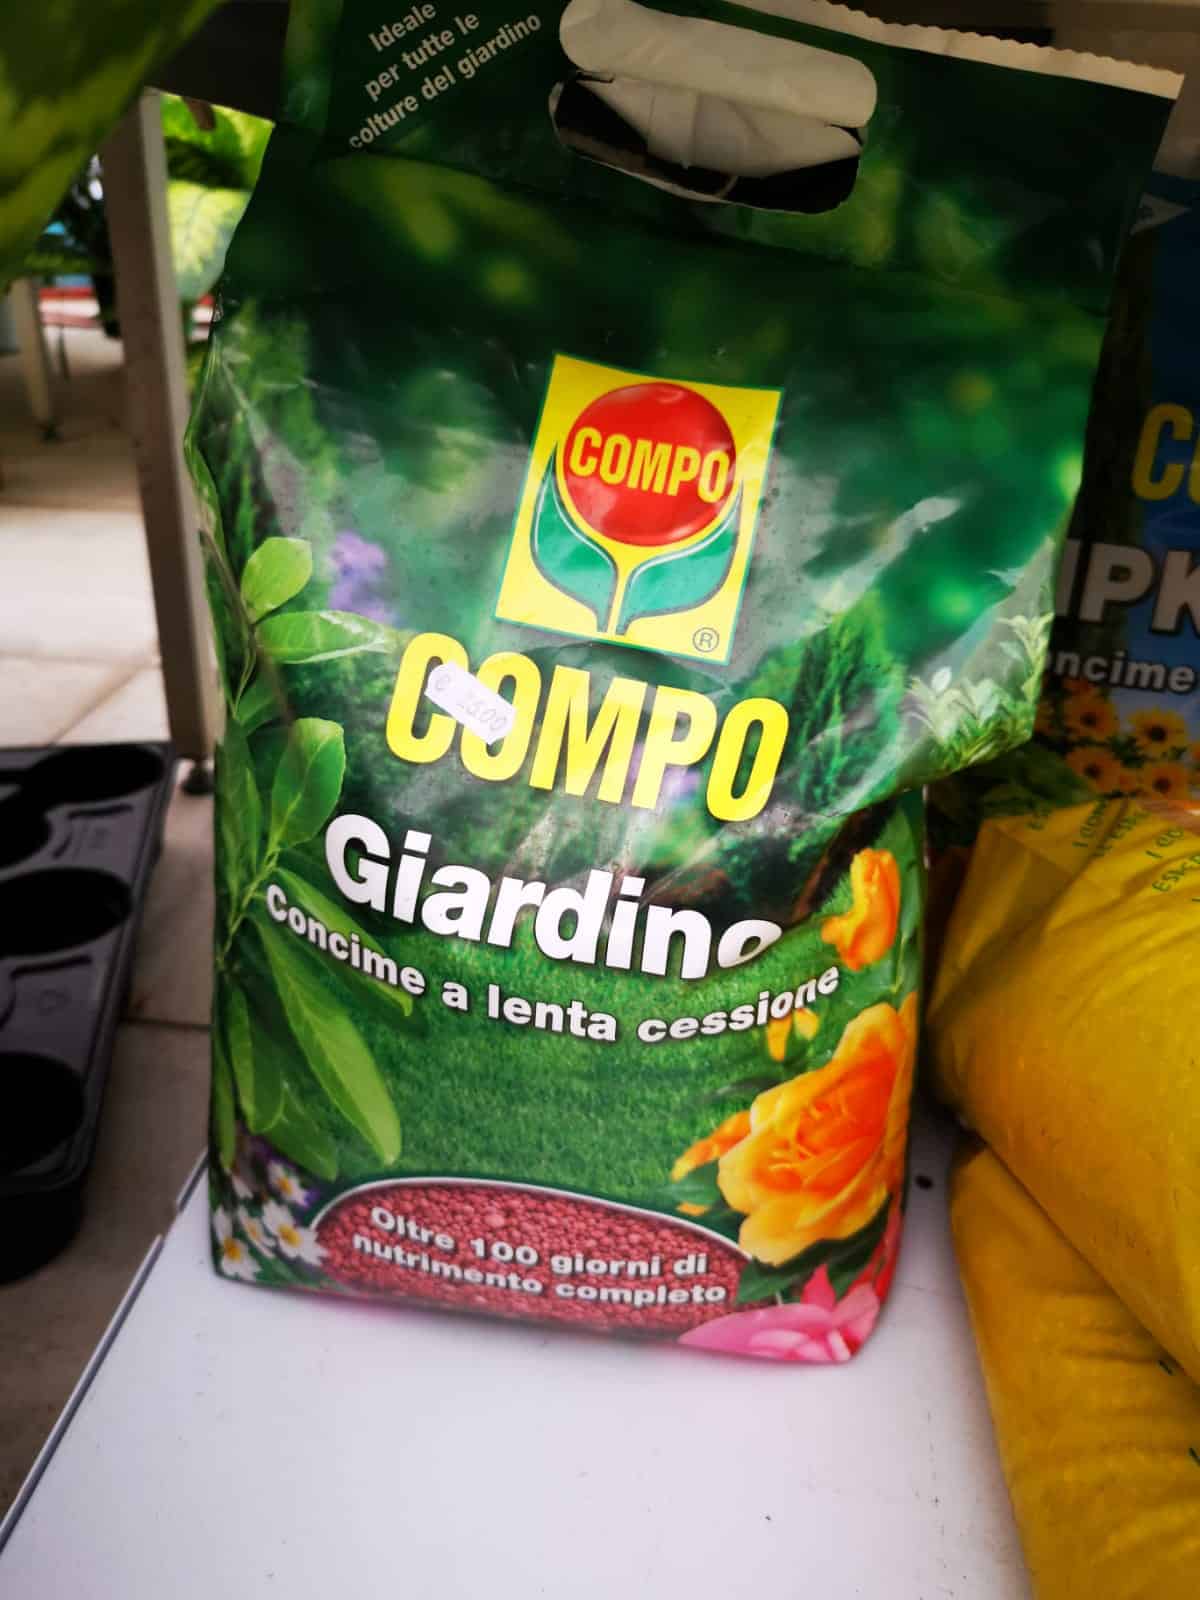 Ideale
per tutte le
colture del giardino
COMPO
®
COMPO
Giardino
Concime a lenta cessione
Oltre 100 giorni di
nutrimento completo